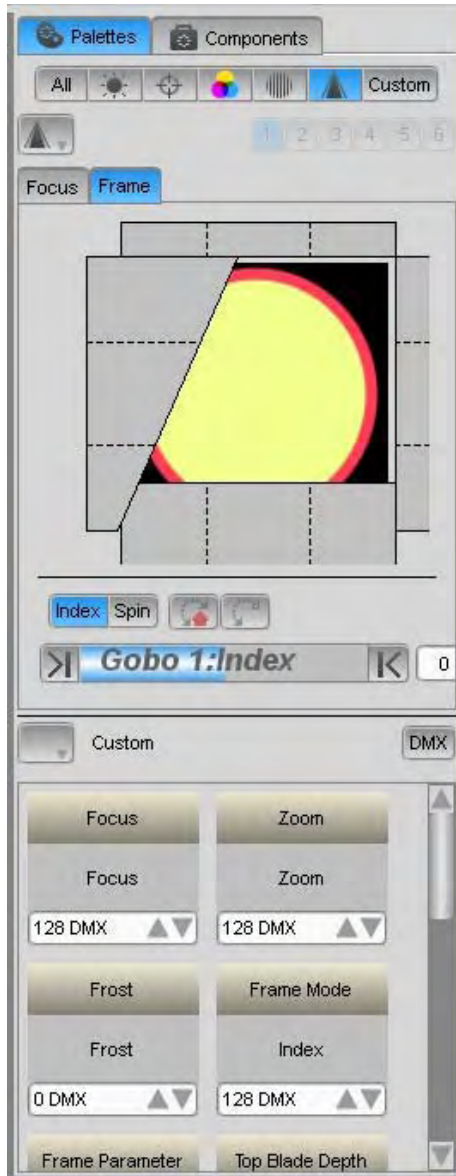 Palettes Components
All Custom
1 2 3 4 5 6
Focus Frame
Index Spin
Gobo 1:Index 0
Custom DMX
Focus Zoom
Focus Zoom
128 DMX 128 DMX
Frost Frame Mode
Frost Index
0 DMX 128 DMX
Frame Parameter Top Blade Depth